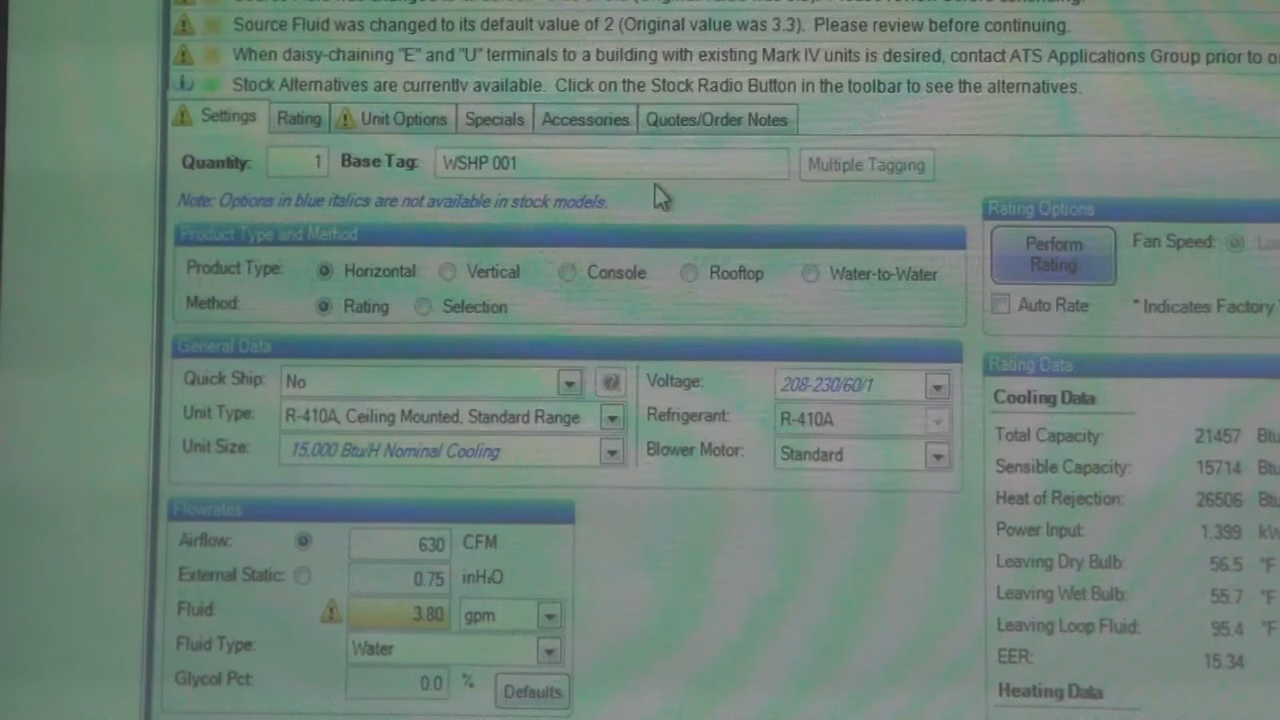 Source Fluid was changed to its default value of 2 (Original value was 3.3). Please review before continuing.
When daisy-chaining "E" and "U" terminals to a building with existing Mark IV units is desired, contact ATS Applications Group prior to
Stock Alternatives are currently available. Click on the Stock Radio Button in the toolbar to see the alternatives.
Settings Rating Unit Options Specials Accessories Quotes/Order Notes
Quantity: 1 Base Tag: WSHP 001 Multiple Tagging
Note: Options in blue italics are not available in stock models.
Product Type and Method
Product Type: Horizontal Vertical Console Rooftop Water-to-Water
Method: Rating Selection
General Data
Quick Ship: No Voltage: 208-230/60/1
Unit Type: R-410A, Ceiling Mounted, Standard Range Refrigerant: R-410A
Unit Size: 15,000 Btu/H Nominal Cooling Blower Motor: Standard
Flowrates
Airflow: 630 CFM
External Static: 0.75 inH2O
Fluid: 3.80 gpm
Fluid Type: Water
Glycol Pct: 0.0 % Defaults
Rating Options
Perform Rating Fan Speed:
Auto Rate * Indicates Factory
Rating Data
Cooling Data
Total Capacity: 21457 Btu
Sensible Capacity: 15714 Btu
Heat of Rejection: 26506 Btu
Power Input: 1.399 kW
Leaving Dry Bulb: 56.5 °F
Leaving Wet Bulb: 55.7 °F
Leaving Loop Fluid: 95.4 °F
EER: 15.34
Heating Data